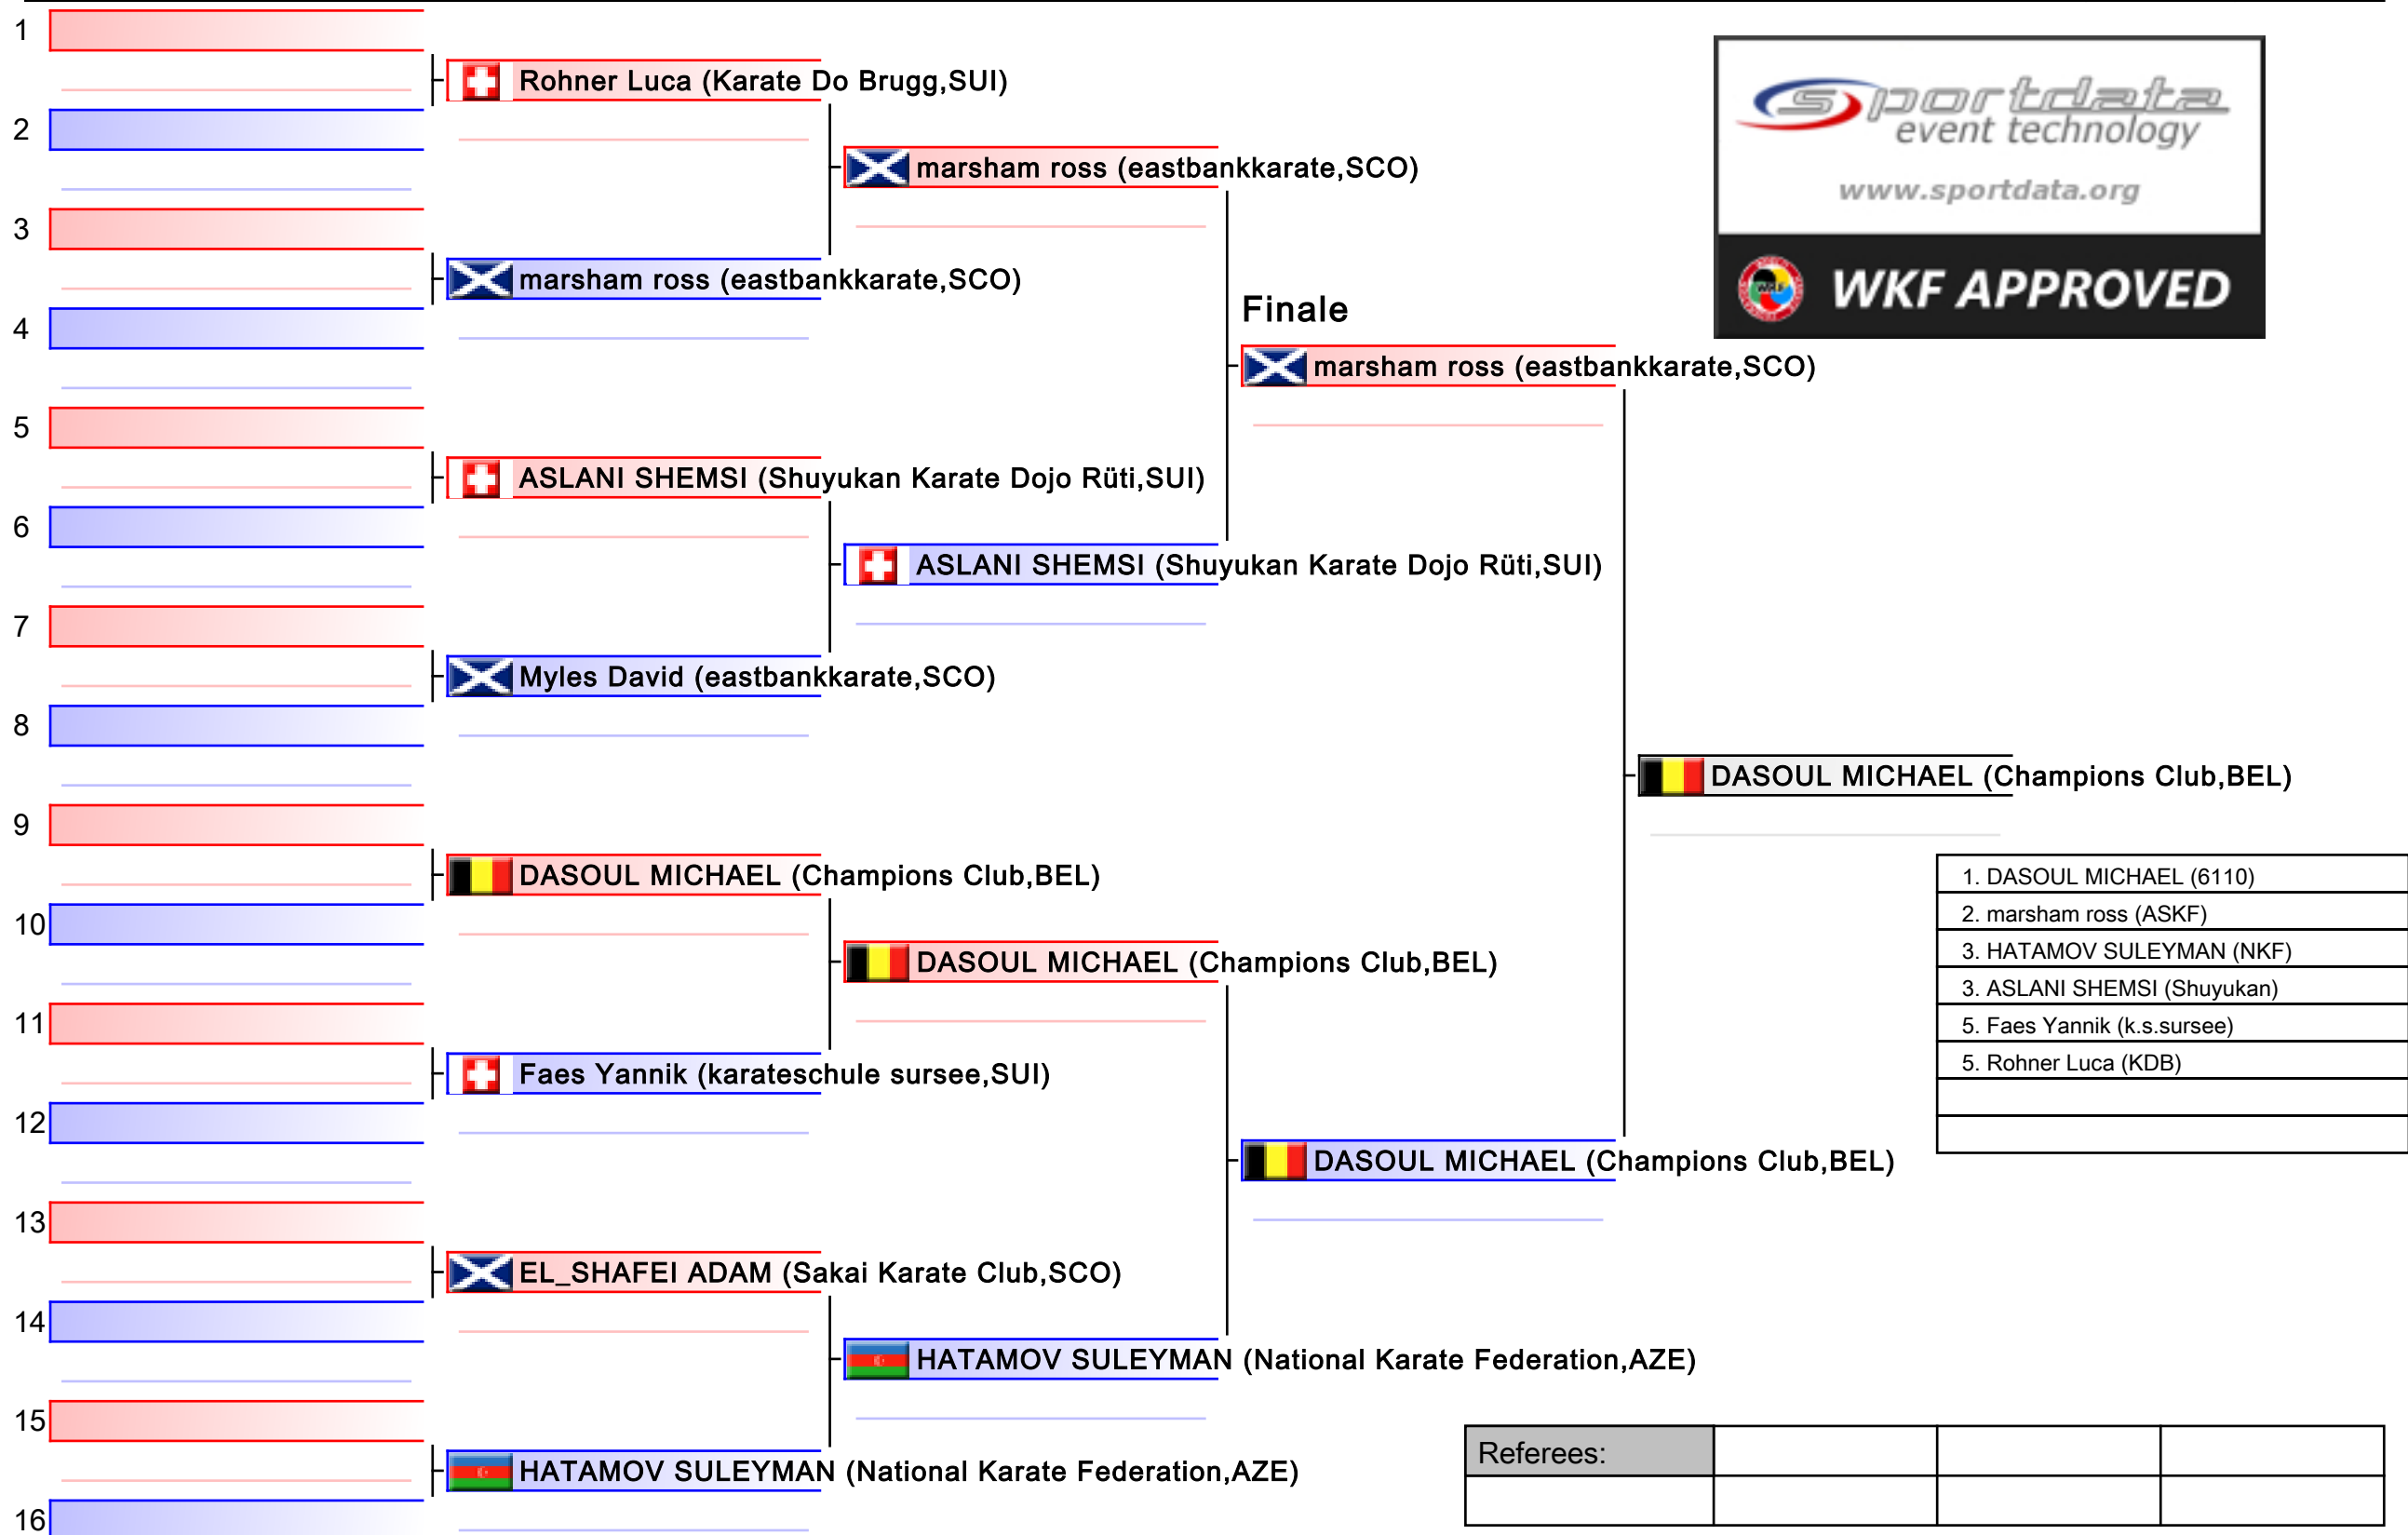 1
Rohner Luca (Karate Do Brugg,SUI)
2
marsham ross (eastbankkarate,SCO)
3
marsham ross (eastbankkarate,SCO)
4
Finale
marsham ross (eastbankkarate,SCO)
5
ASLANI SHEMSI (Shuyukan Karate Dojo Rüti,SUI)
6
ASLANI SHEMSI (Shuyukan Karate Dojo Rüti,SUI)
7
Myles David (eastbankkarate,SCO)
8
DASOUL MICHAEL (Champions Club,BEL)
9
DASOUL MICHAEL (Champions Club,BEL)
10
DASOUL MICHAEL (Champions Club,BEL)
11
Faes Yannik (karateschule sursee,SUI)
12
DASOUL MICHAEL (Champions Club,BEL)
13
EL_SHAFEI ADAM (Sakai Karate Club,SCO)
14
HATAMOV SULEYMAN (National Karate Federation,AZE)
15
HATAMOV SULEYMAN (National Karate Federation,AZE)
16
sportdata
event technology
www.sportdata.org
WKF
WKF APPROVED
1. DASOUL MICHAEL (6110)
2. marsham ross (ASKF)
3. HATAMOV SULEYMAN (NKF)
3. ASLANI SHEMSI (Shuyukan)
5. Faes Yannik (k.s.sursee)
5. Rohner Luca (KDB)
Referees: